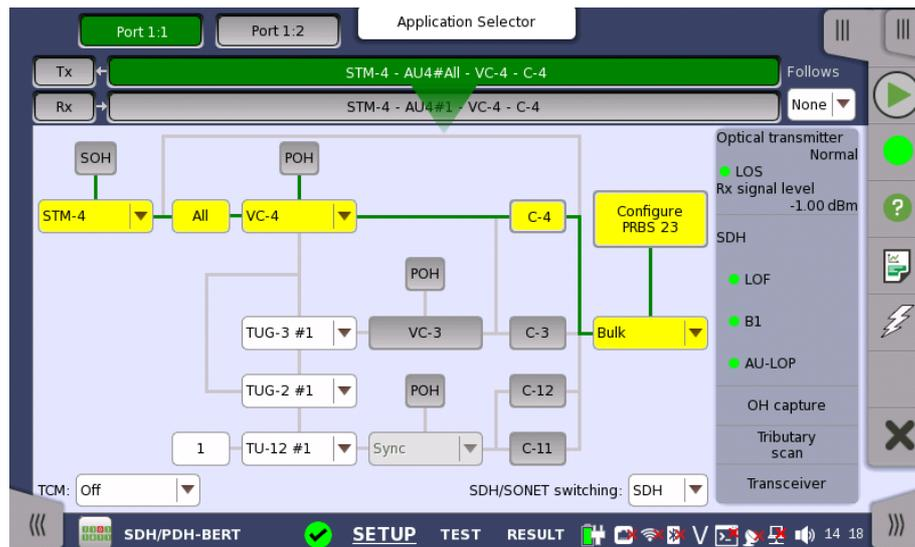 Application Selector
Port 1:1
Port 1:2
Tx
STM-4 - AU4#All - VC-4 - C-4
Follows
Rx
STM-4 - AU4#1 - VC-4 - C-4
None
SOH
POH
STM-4
All
VC-4
C-4
Configure
PRBS 23
POH
TUG-3 #1
VC-3
C-3
Bulk
TUG-2 #1
POH
C-12
1
TU-12 #1
Sync
C-11
TCM:
Off
SDH/SONET switching:
SDH
Optical transmitter
Normal
LOS
Rx signal level
-1.00 dBm
SDH
LOF
B1
AU-LOP
OH capture
Tributary
scan
Transceiver
SDH/PDH-BERT
SETUP
TEST
RESULT
V
14 18